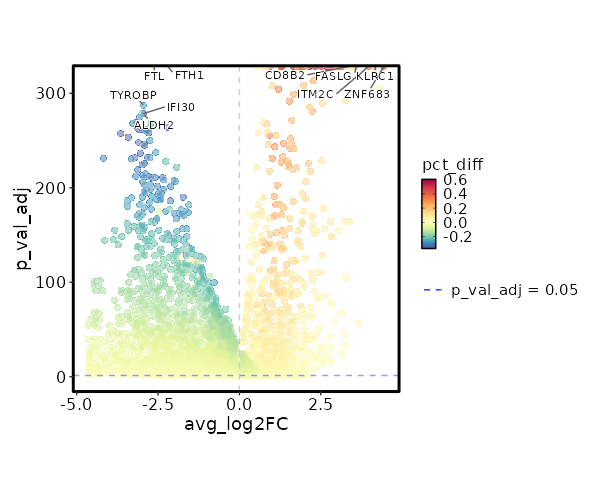 CD8B2 FASLG KLRC1
FTL FTH1
ITM2C ZNF683
TYROBP
IFI30
ALDH2
300
200
100
0
p_val_adj
-5.0 -2.5 0.0 2.5
avg_log2FC
pct_diff
0.6
0.4
0.2
0.0
-0.2
p_val_adj = 0.05